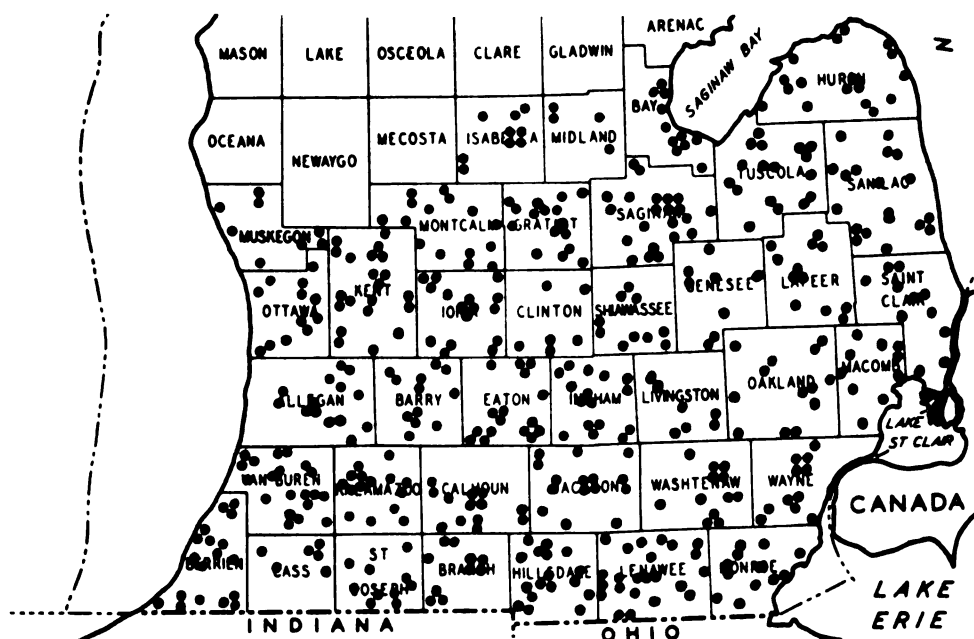 ARENAC
MASON LAKE OSCEOLA CLARE GLADWIN
SAGINAW BAY
N
HURON
BAY
OCEANA NEWAYGO MECOSTA ISABELLA MIDLAND
TUSCOLA SANILAC
MUSKEGON MONTCALM GRATIOT SAGINAW
OTTAWA KENT IONIA CLINTON SHIAWASSEE GENESEE LAPEER SAINT
CLAIR
ALLEGAN BARRY EATON INGHAM LIVINGSTON OAKLAND MACOMB
LAKE
ST CLAIR
VAN BUREN KALAMAZOO CALHOUN JACKSON WASHTENAW WAYNE
CANADA
BERRIEN CASS ST
JOSEPH BRANCH HILLSDALE LENAWEE MONROE
LAKE
ERIE
INDIANA OHIO